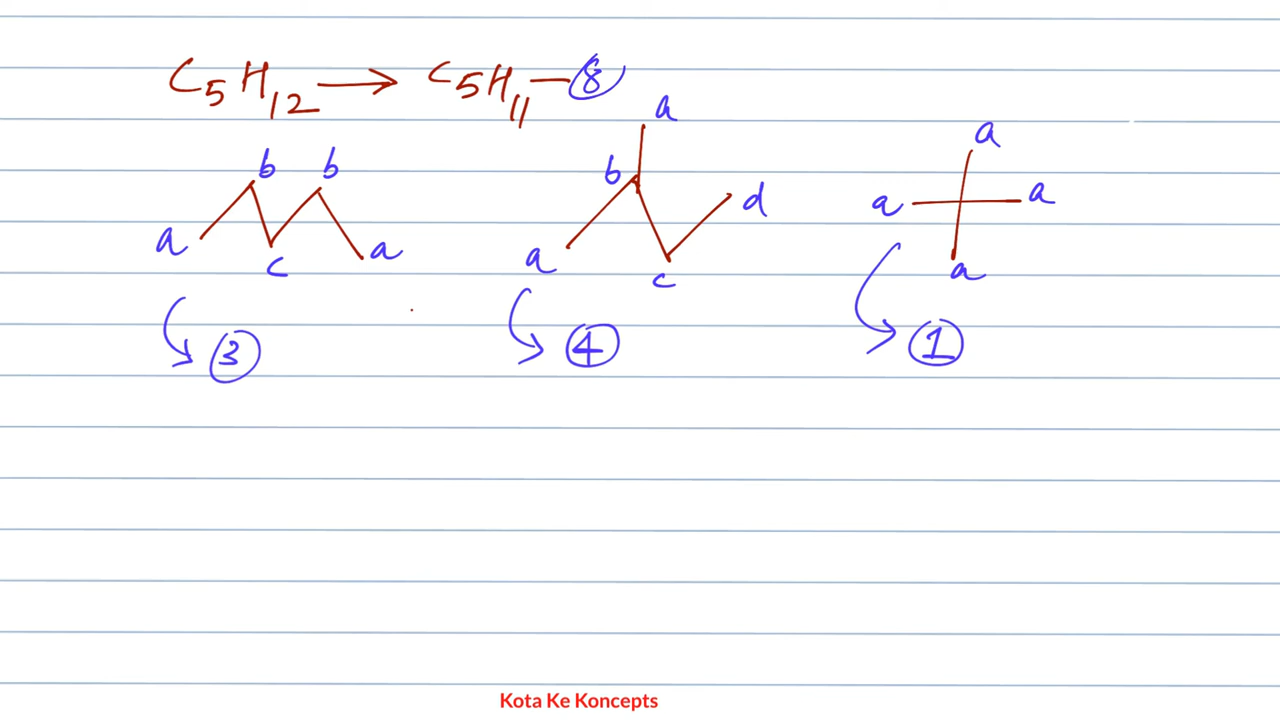 C5H12 → C5H11 – 8
a b c b a
a b a c d
a a a a
3 4 1
Kota Ke Koncepts